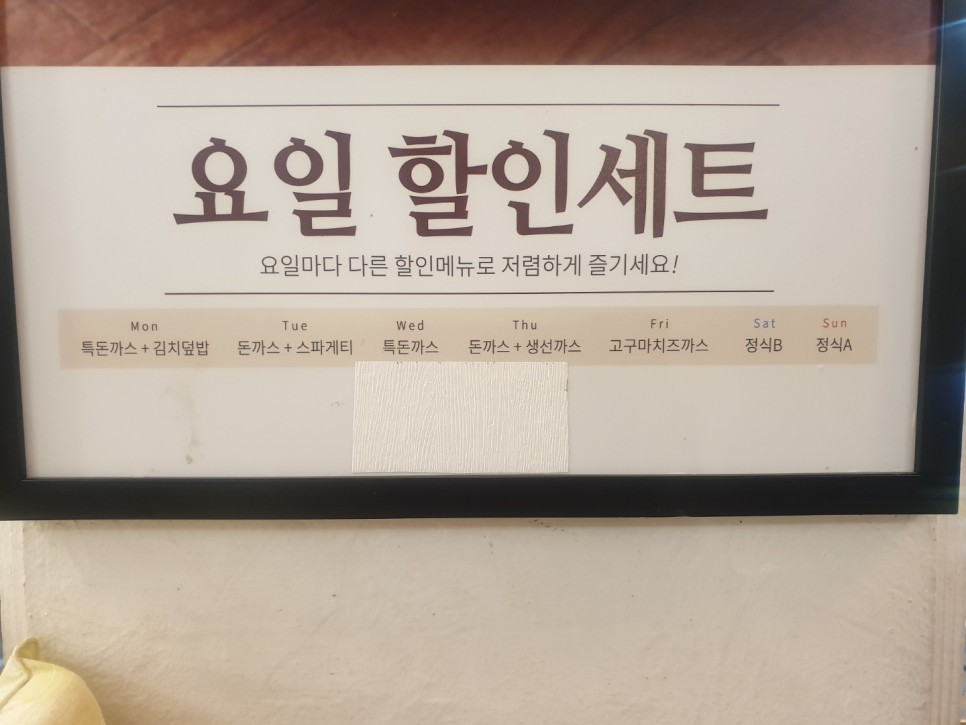 요일 할인세트
요일마다 다른 할인메뉴로 저렴하게 즐기세요!
Mon Tue Wed Thu Fri Sat Sun
특돈까스 + 김치덮밥 돈까스 + 스파게티 특돈까스 돈까스 + 생선까스 고구마치즈까스 정식B 정식A